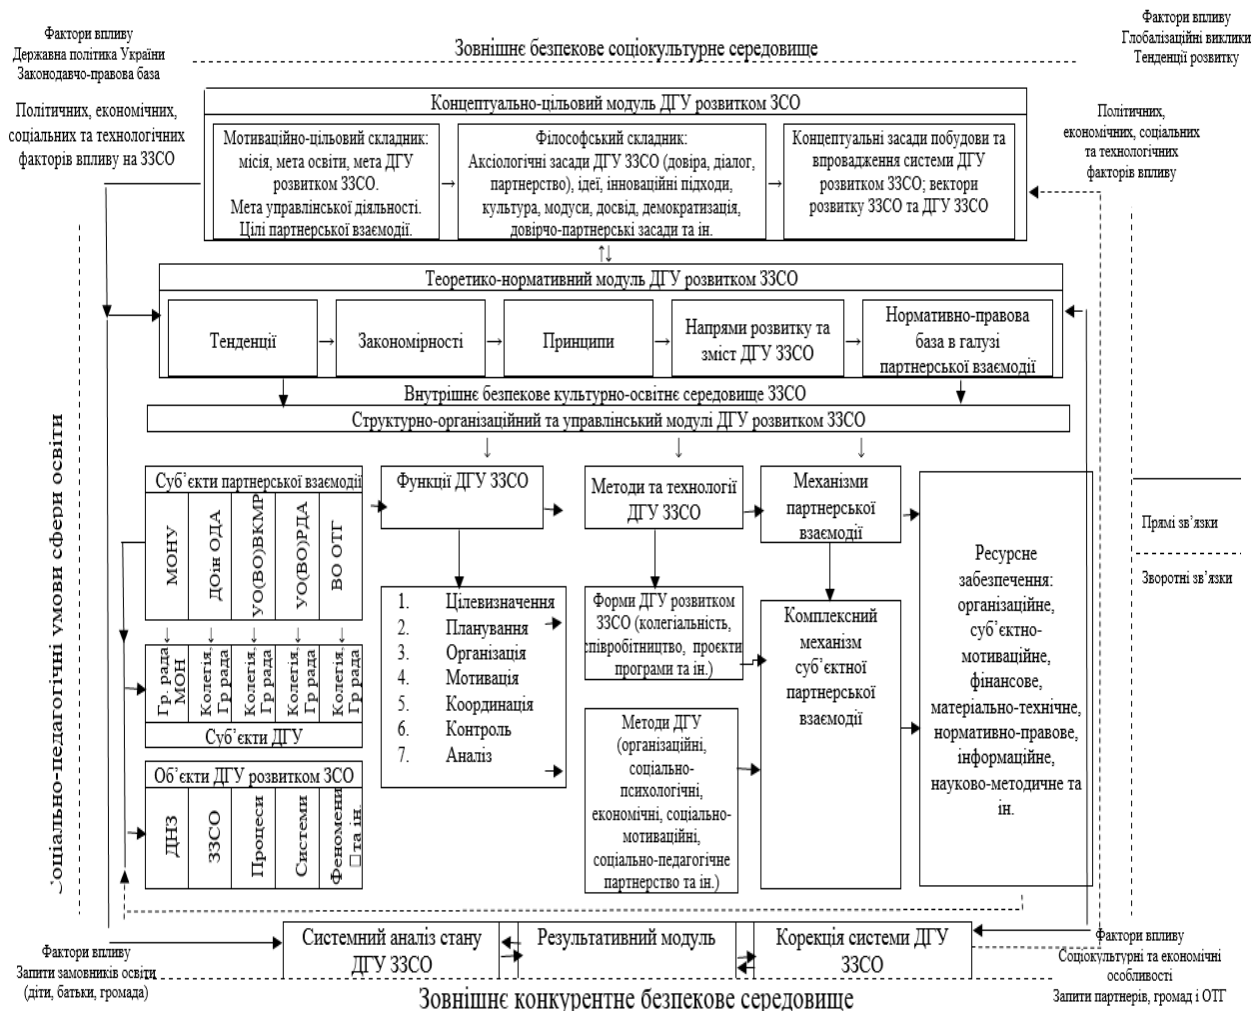 Фактори впливу
Державна політика України
Законодавчо-правова база
Зовнішнє безпекове соціокультурне середовище
Фактори впливу
Глобалізаційні виклики
Тенденції розвитку
Політичних, економічних,
соціальних та технологічних
факторів впливу на ЗЗСО
Політичних,
економічних, соціальних
та технологічних
факторів впливу
Концептуально-цільовий модуль ДГУ розвитком ЗСО
Мотиваційно-цільовий складник:
місія, мета освіти, мета ДГУ
розвитком ЗЗСО.
Мета управлінської діяльності.
Цілі партнерської взаємодії.
Філософський складник:
Аксіологічні засади ДГУ ЗЗСО (довіра, діалог,
партнерство), ідеї, інноваційні підходи,
культура, модуси, досвід, демократизація,
довірчо-партнерські засади та ін.
Концептуальні засади побудови та
впровадження системи ДГУ
розвитком ЗЗСО; вектори
розвитку ЗЗСО та ДГУ ЗЗСО
Теоретико-нормативний модуль ДГУ розвитком ЗЗСО
Тенденції
Закономірності
Принципи
Напрями розвитку та
зміст ДГУ ЗЗСО
Нормативно-правова
база в галузі
партнерської взаємодії
Внутрішнє безпекове культурно-освітнє середовище ЗЗСО
Структурно-організаційний та управлінський модулі ДГУ розвитком ЗЗСО
Соціально-педагогічні умови сфери освіти
Суб’єкти партнерської взаємодії
МОНУ
ДОін ОДА
УО(ВО)ВКМР
УО(ВО)РДА
ВО ОТГ
Гр. рада
МОН
Колегія,
Гр рада
Колегія,
Гр рада
Колегія,
Гр рада
Колегія,
Гр рада
Суб’єкти ДГУ
Об’єкти ДГУ розвитком ЗСО
ДНЗ
ЗЗСО
Процеси
Системи
Феномени
та ін.
Функції ДГУ ЗЗСО
1. Цілевизначення
2. Планування
3. Організація
4. Мотивація
5. Координація
6. Контроль
7. Аналіз
Методи та технології
ДГУ ЗЗСО
Форми ДГУ розвитком
ЗЗСО (колегіальність,
співробітництво, проєкти
програми та ін.)
Методи ДГУ
(організаційні,
соціально-
психологічні,
економічні, соціально-
мотиваційні,
соціально-педагогічне
партнерство та ін.)
Механізми
партнерської
взаємодії
Комплексний
механізм
суб’єктної
партнерської
взаємодії
Ресурсне
забезпечення:
організаційне,
суб’єктно-
мотиваційне,
фінансове,
матеріально-технічне,
нормативно-правове,
інформаційне,
науково-методичне та
ін.
Прямі зв’язки
Зворотні зв’язки
Системний аналіз стану
ДГУ ЗЗСО
Результативний модуль
Корекція системи ДГУ
ЗЗСО
Фактори впливу
Запити замовників освіти
(діти, батьки, громада)
Фактори впливу
Соціокультурні та економічні
особливості
Запити партнерів, громад і ОТГ
Зовнішнє конкурентне безпекове середовище